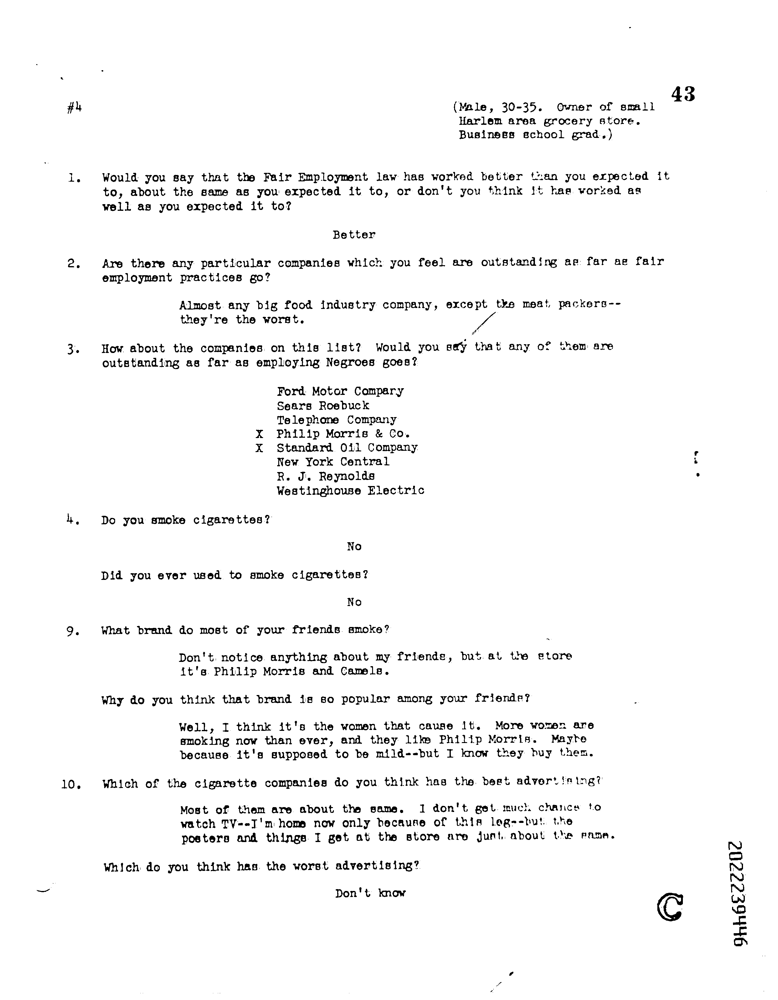 43
#4
(Male, 30-35. Owner of small
Harlem area grocery store.
Business school grad.)
1. Would you say that the Fair Employment law has worked better than you expected it
to, about the same as you expected it to, or don't you think it has worked as
well as you expected it to?
Better
2. Are there any particular companies which you feel are outstanding as far as fair
employment practices go?
Almost any big food industry company, except the meat packers--
they're the worst.
3. How about the companies on this list? Would you say that any of them are
outstanding as far as employing Negroes goes?
Ford Motor Company
Sears Roebuck
Telephone Company
X Philip Morris & Co.
X Standard Oil Company
New York Central
R. J. Reynolds
Westinghouse Electric
4. Do you smoke cigarettes?
No
Did you ever used to smoke cigarettes?
No
9. What brand do most of your friends smoke?
Don't notice anything about my friends, but at the store
it's Philip Morris and Camels.
Why do you think that brand is so popular among your friends?
Well, I think it's the women that cause it. More women are
smoking now than ever, and they like Philip Morris. Maybe
because it's supposed to be mild--but I know they buy them.
10. Which of the cigarette companies do you think has the best advertising?
Most of them are about the same. I don't get much chance to
watch TV--I'm home now only because of this leg--but the
posters and things I get at the store are just about the same.
Which do you think has the worst advertising?
Don't know
©
2022239446